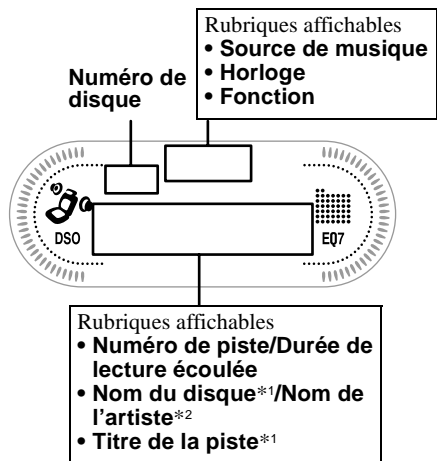 Rubriques affichables
• Source de musique
• Horloge
• Fonction
Numéro de
disque
DSO
EQ7
Rubriques affichables
• Numéro de piste/Durée de
lecture écoulée
• Nom du disque*1/Nom de
l’artiste*2
• Titre de la piste*1